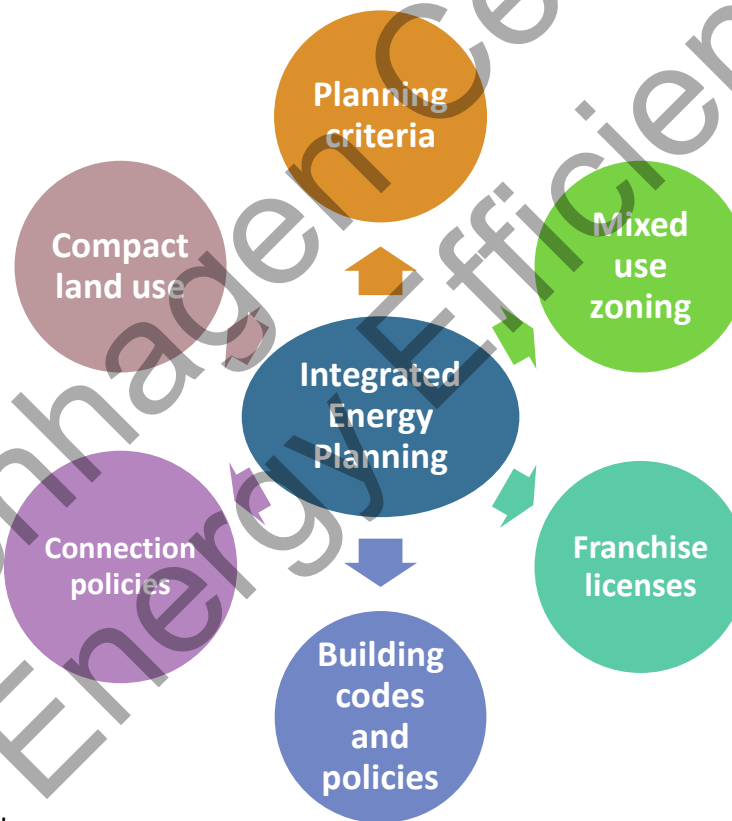 Planning
criteria
Mixed
use
zoning
Franchise
licenses
Building
codes
and
policies
Connection
policies
Compact
land use
Integrated
Energy
Planning